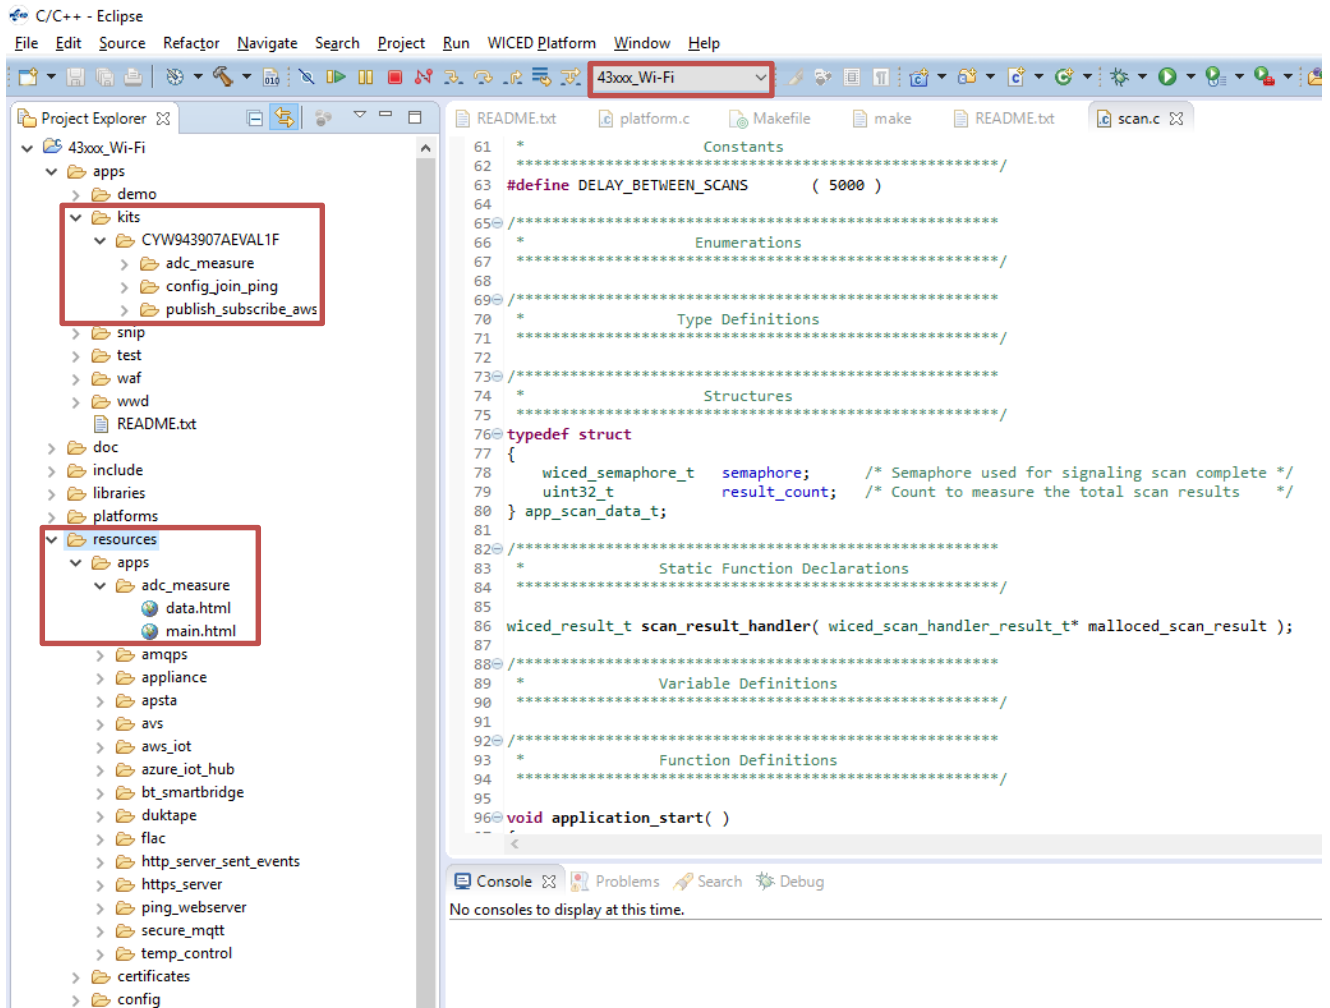 C/C++ - Eclipse
File Edit Source Refactor Navigate Search Project Run WICED Platform Window Help
010
43xxx_Wi-Fi
Project Explorer
43xxx_Wi-Fi
apps
demo
kits
CYW943907AEVAL1F
adc_measure
config_join_ping
publish_subscribe_aws
snip
test
waf
wwd
README.txt
doc
include
libraries
platforms
resources
apps
adc_measure
data.html
main.html
amqps
appliance
apsta
avs
aws_iot
azure_iot_hub
bt_smartbridge
duktape
flac
http_server_sent_events
https_server
ping_webserver
secure_mqtt
temp_control
certificates
config
README.txt platform.c Makefile make README.txt scan.c
61 * Constants
62 ******************************************************/
63 #define DELAY_BETWEEN_SCANS ( 5000 )
64
65 /******************************************************
66 * Enumerations
67 ******************************************************/
68
69 /******************************************************
70 * Type Definitions
71 ******************************************************/
72
73 /******************************************************
74 * Structures
75 ******************************************************/
76 typedef struct
77 {
78 wiced_semaphore_t semaphore; /* Semaphore used for signaling scan complete */
79 uint32_t result_count; /* Count to measure the total scan results */
80 } app_scan_data_t;
81
82 /******************************************************
83 * Static Function Declarations
84 ******************************************************/
85
86 wiced_result_t scan_result_handler( wiced_scan_handler_result_t* malloced_scan_result );
87
88 /******************************************************
89 * Variable Definitions
90 ******************************************************/
91
92 /******************************************************
93 * Function Definitions
94 ******************************************************/
95
96 void application_start( )
Console Problems Search Debug
No consoles to display at this time.